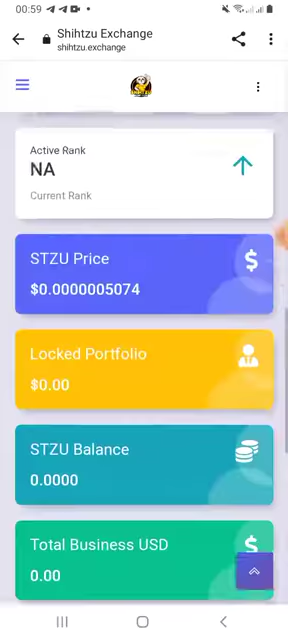 00:59
Shihtzu Exchange
shihtzu.exchange
Active Rank
NA
Current Rank
STZU Price
$0.0000005074
Locked Portfolio
$0.00
STZU Balance
0.0000
Total Business USD
0.00